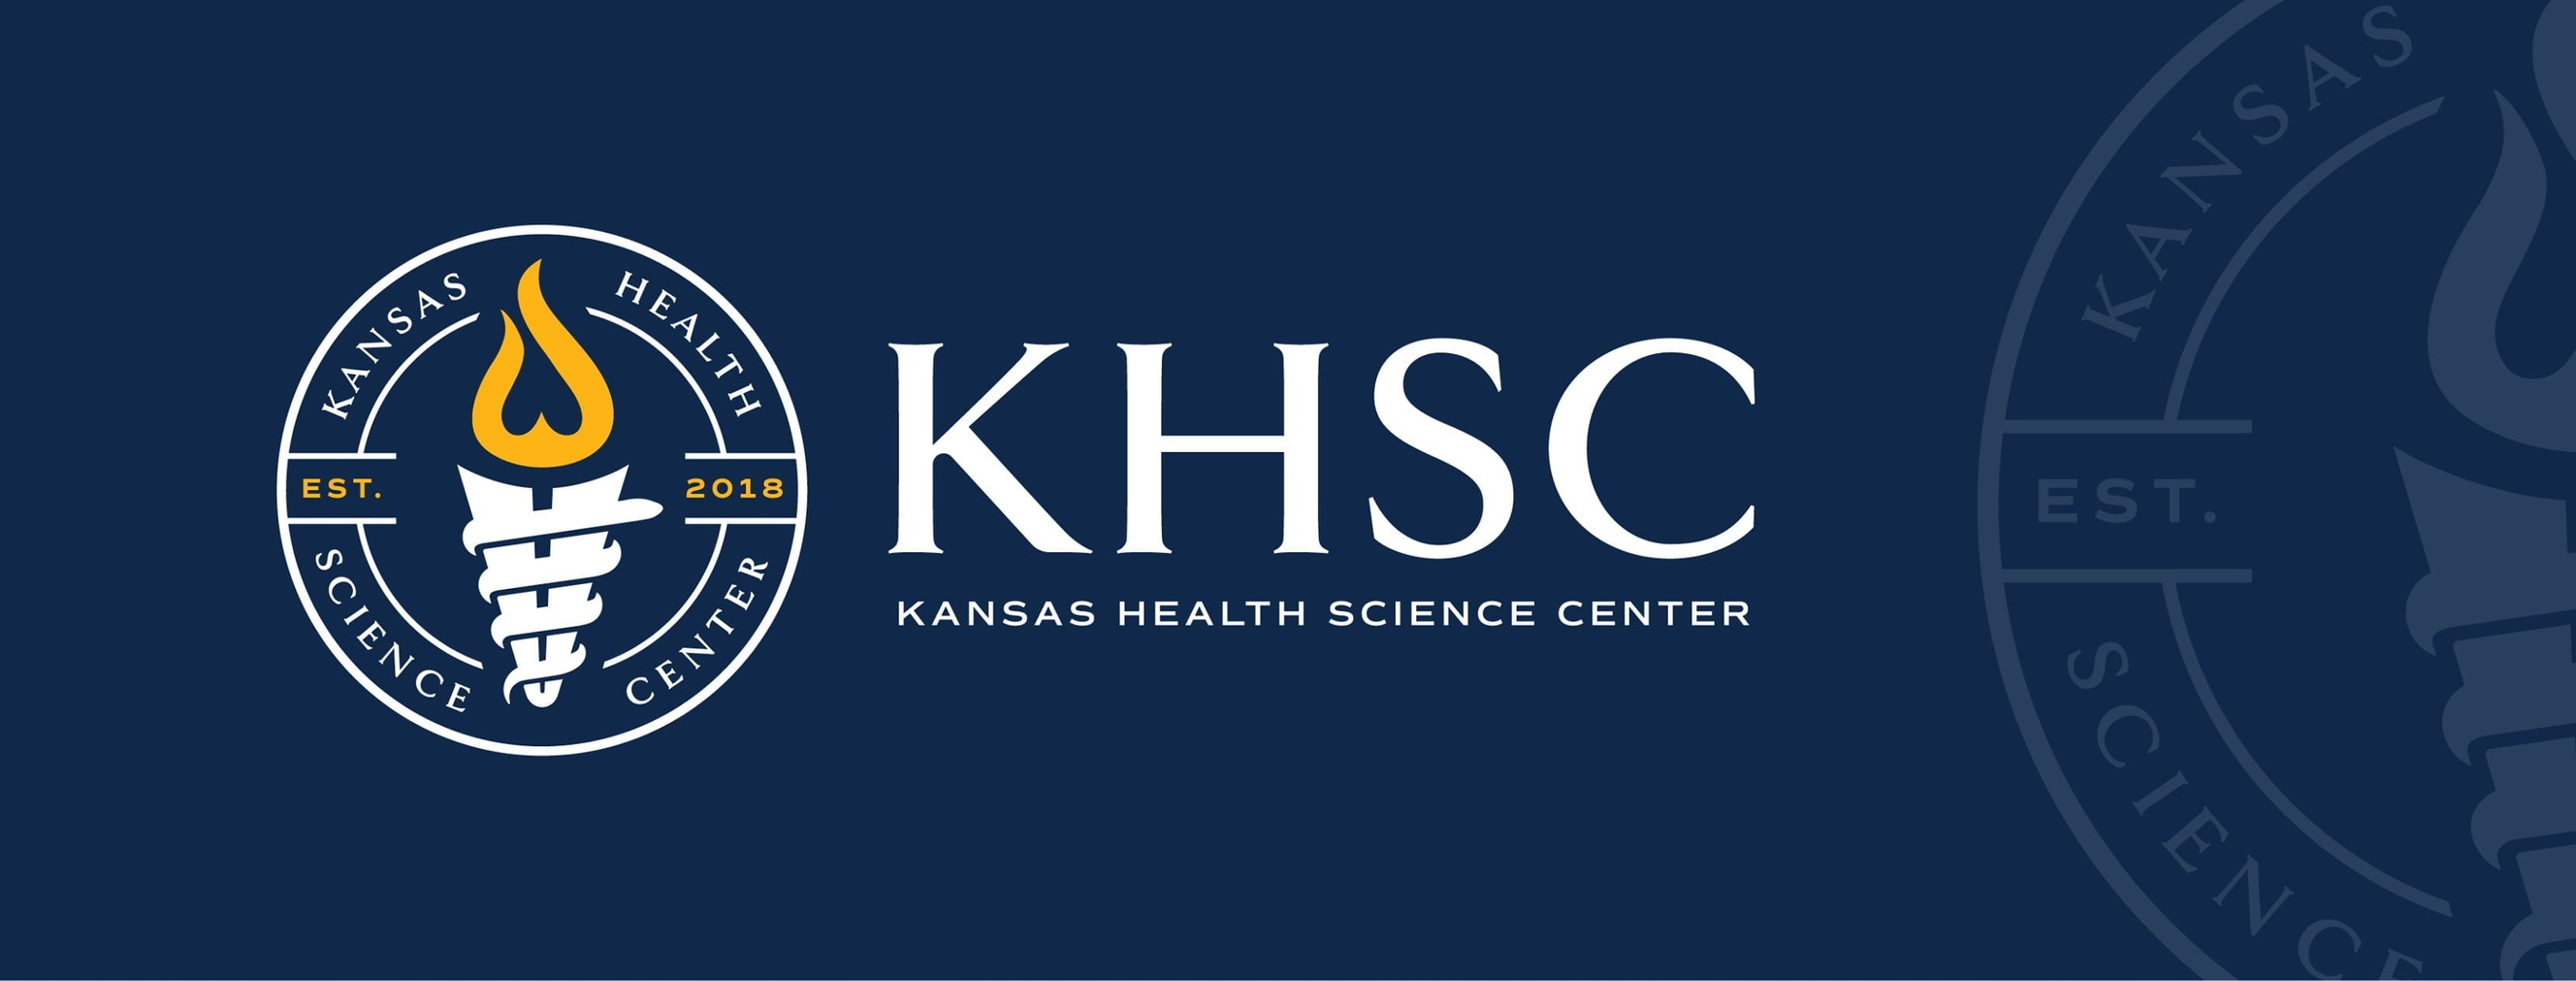 KANSAS HEALTH
EST. 2018
SCIENCE CENTER
KHSC
KANSAS HEALTH SCIENCE CENTER
KANSAS
EST.
SCIENCE